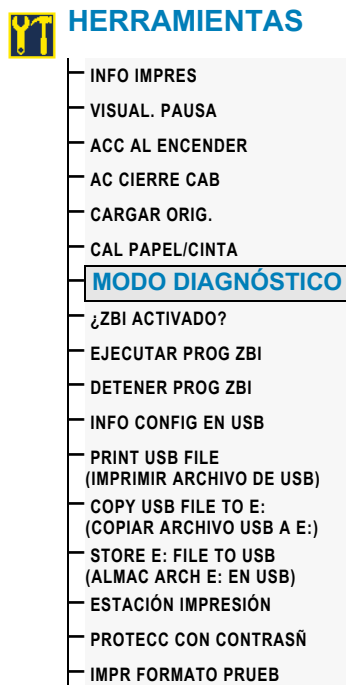 HERRAMIENTAS
INFO IMPRES
VISUAL. PAUSA
ACC AL ENCENDER
AC CIERRE CAB
CARGAR ORIG.
CAL PAPEL/CINTA
MODO DIAGNÓSTICO
¿ZBI ACTIVADO?
EJECUTAR PROG ZBI
DETENER PROG ZBI
INFO CONFIG EN USB
PRINT USB FILE
(IMPRIMIR ARCHIVO DE USB)
COPY USB FILE TO E:
(COPIAR ARCHIVO USB A E:)
STORE E: FILE TO USB
(ALMAC ARCH E: EN USB)
ESTACIÓN IMPRESIÓN
PROTECC CON CONTRASÑ
IMPR FORMATO PRUEB